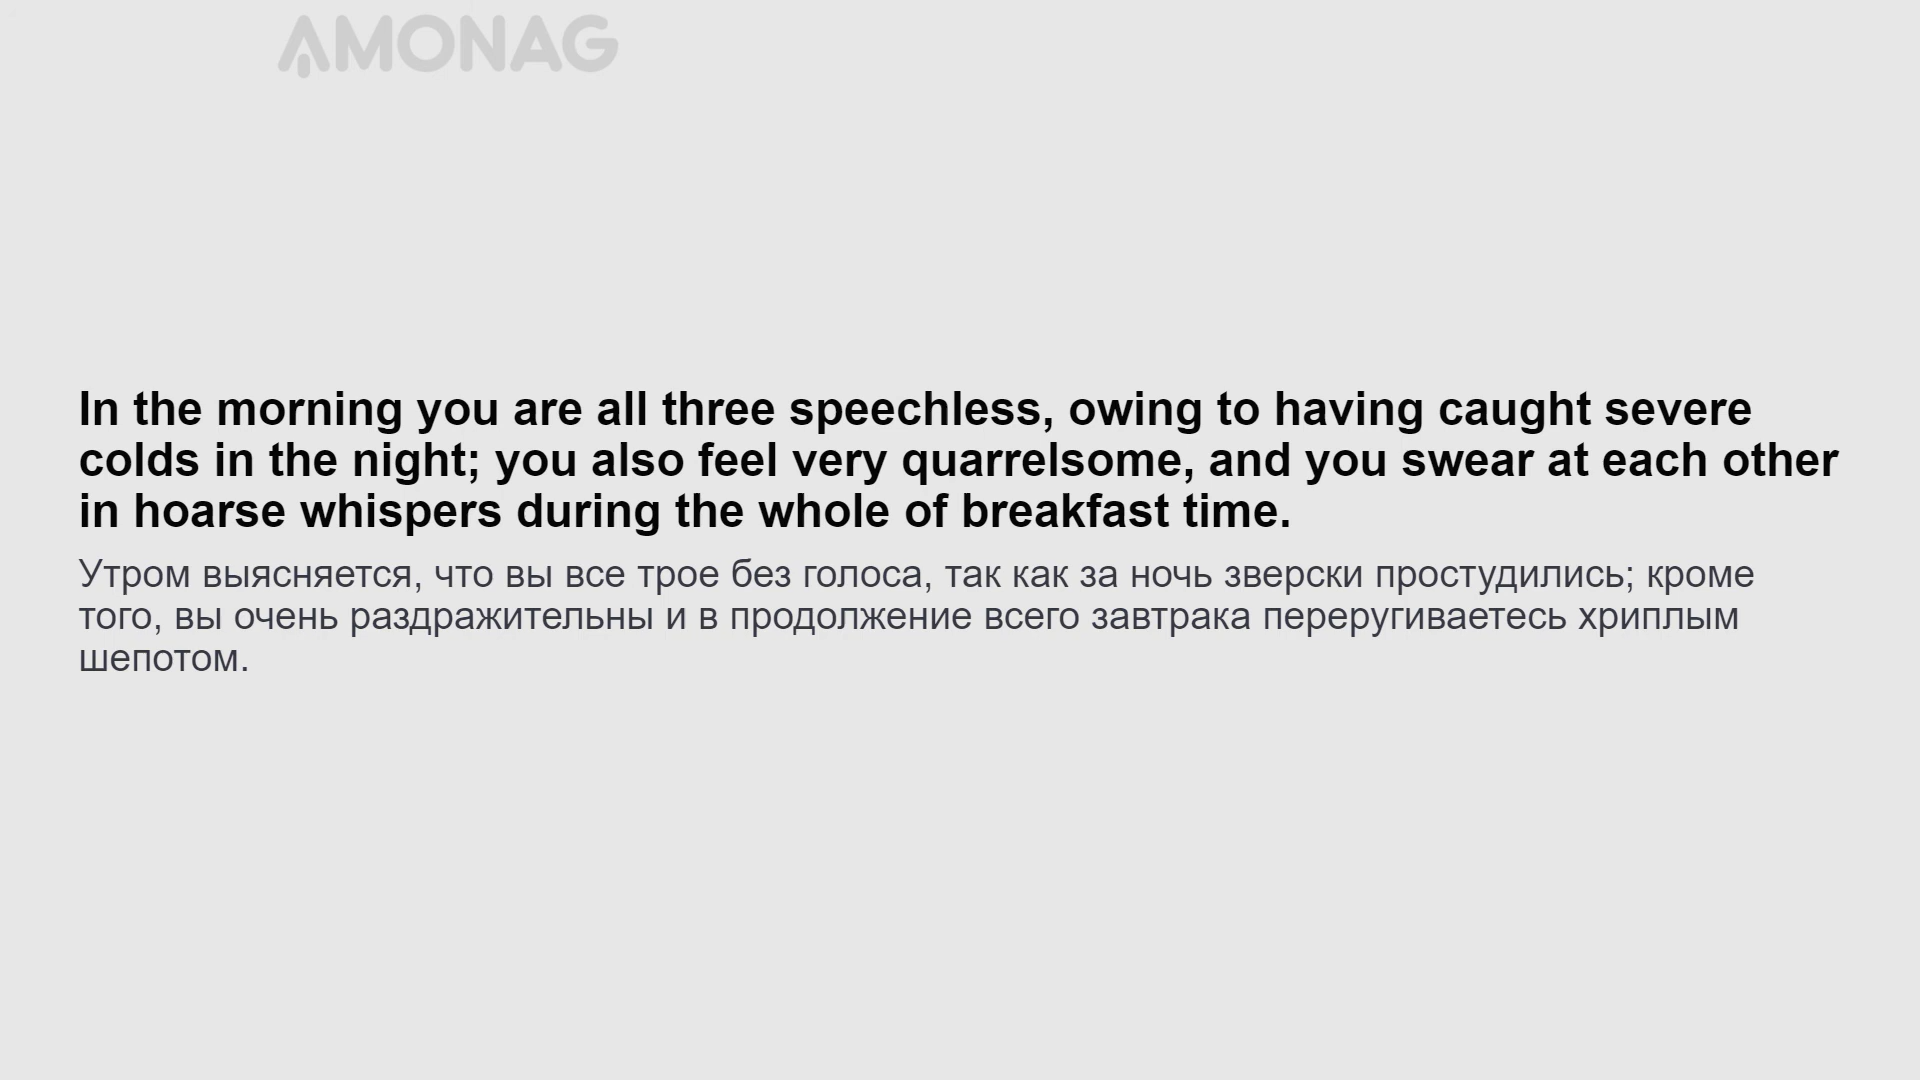 AMONAG
In the morning you are all three speechless, owing to having caught severe
colds in the night; you also feel very quarrelsome, and you swear at each other
in hoarse whispers during the whole of breakfast time.
Утром выясняется, что вы все трое без голоса, так как за ночь зверски простудились; кроме
того, вы очень раздражительны и в продолжение всего завтрака переругиваетесь хриплым
шепотом.